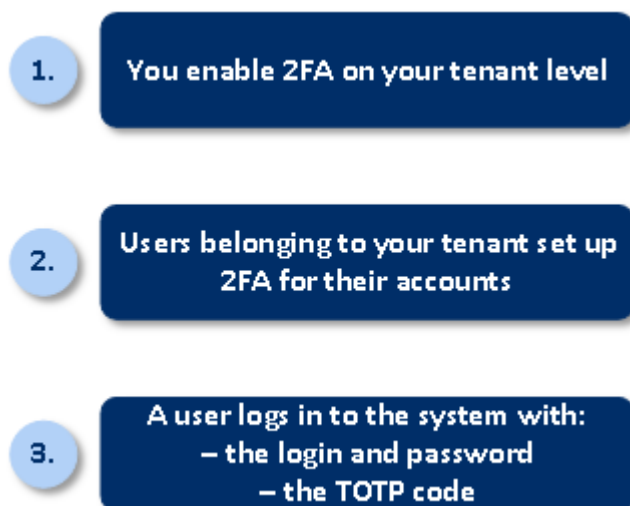 1.
You enable 2FA on your tenant level
2.
Users belonging to your tenant set up
2FA for their accounts
3.
A user logs in to the system with:
– the login and password
– the TOTP code